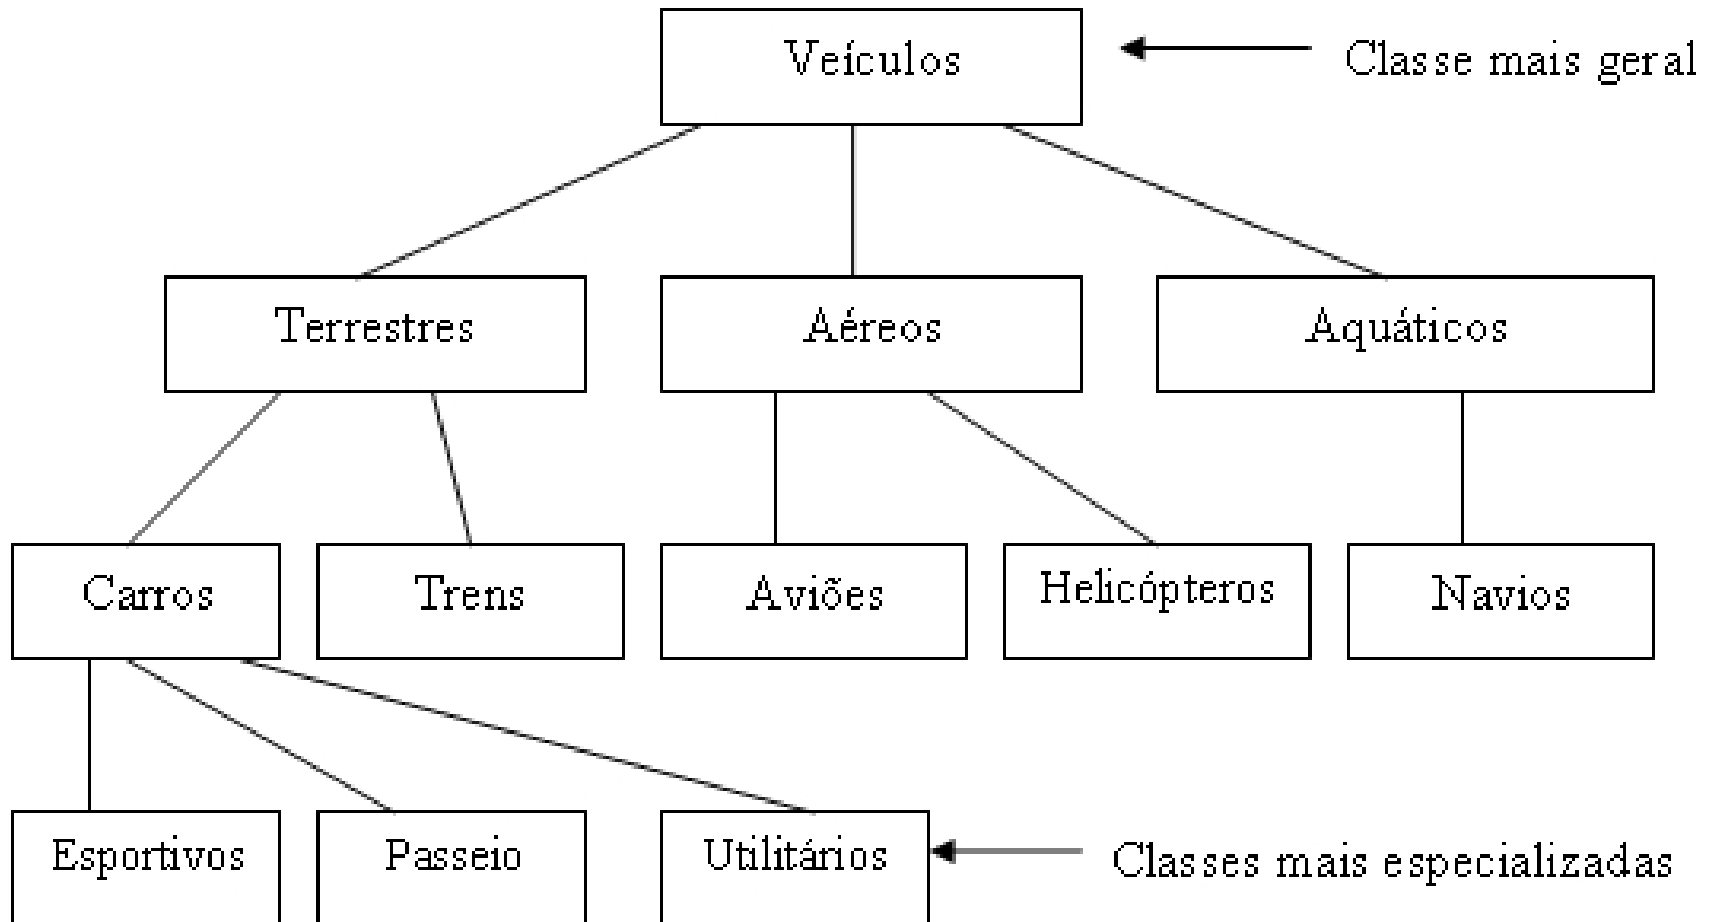 Veículos
Classe mais geral
Terrestres
Aéreos
Aquáticos
Carros
Trens
Aviões
Helicópteros
Navios
Esportivos
Passeio
Utilitários
Classes mais especializadas